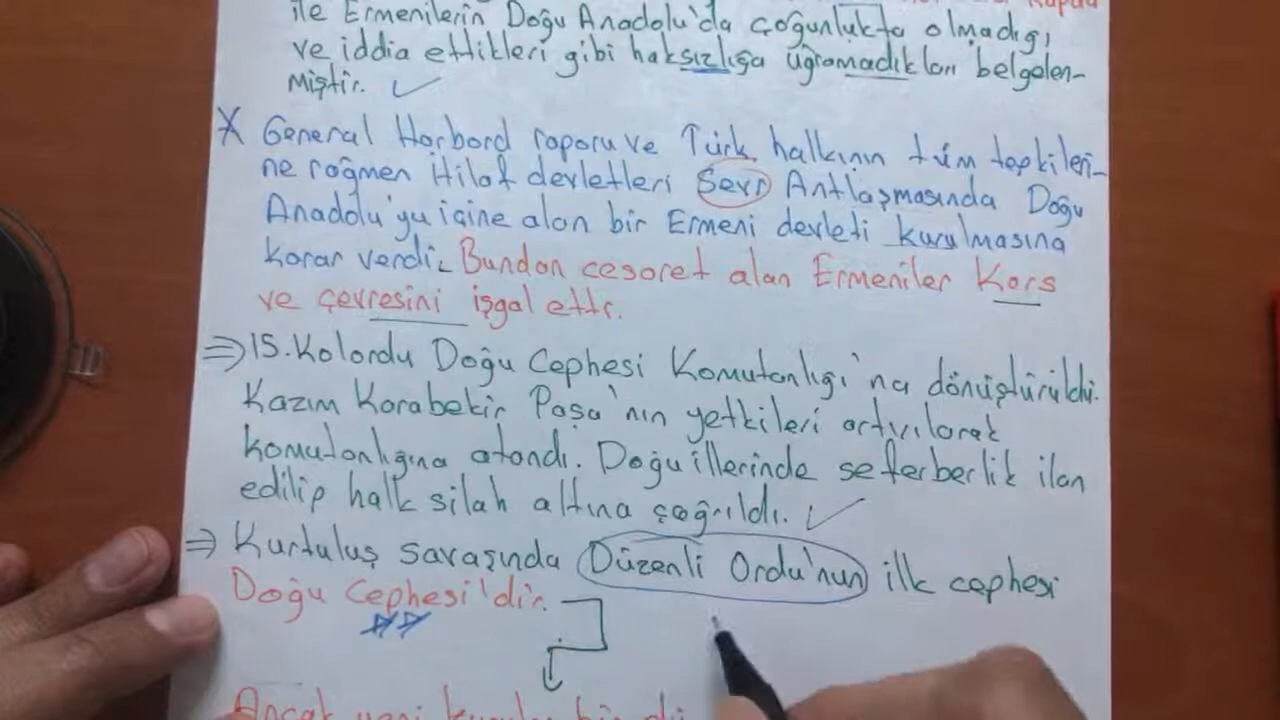 ile Ermenilerin Doğu Anadolu'da çoğunlukta olmadığı,
ve iddia ettikleri gibi haksızlığa uğramadıkları belgelen-
miştir.
General Harbord raporu ve Türk halkının tüm tepkileri-
ne rağmen itilaf devletleri Sevr Antlaşmasında Doğu
Anadolu'yu içine alan bir Ermeni devleti kurulmasına
karar verdi. Bundan cesaret alan Ermeniler Kars
ve çevresini işgal etti.
⇒ 15. Kolordu Doğu Cephesi Komutanlığı'na dönüştürüldü.
Kazım Karabekir Paşa'nın yetkileri artırılarak
komutanlığına atandı. Doğu illerinde seferberlik ilan
edilip halk silah altına çağrıldı.
⇒ Kurtuluş savaşında Düzenli Ordu'nun ilk cephesi
Doğu Cephesi'dir.
Ancak yeni